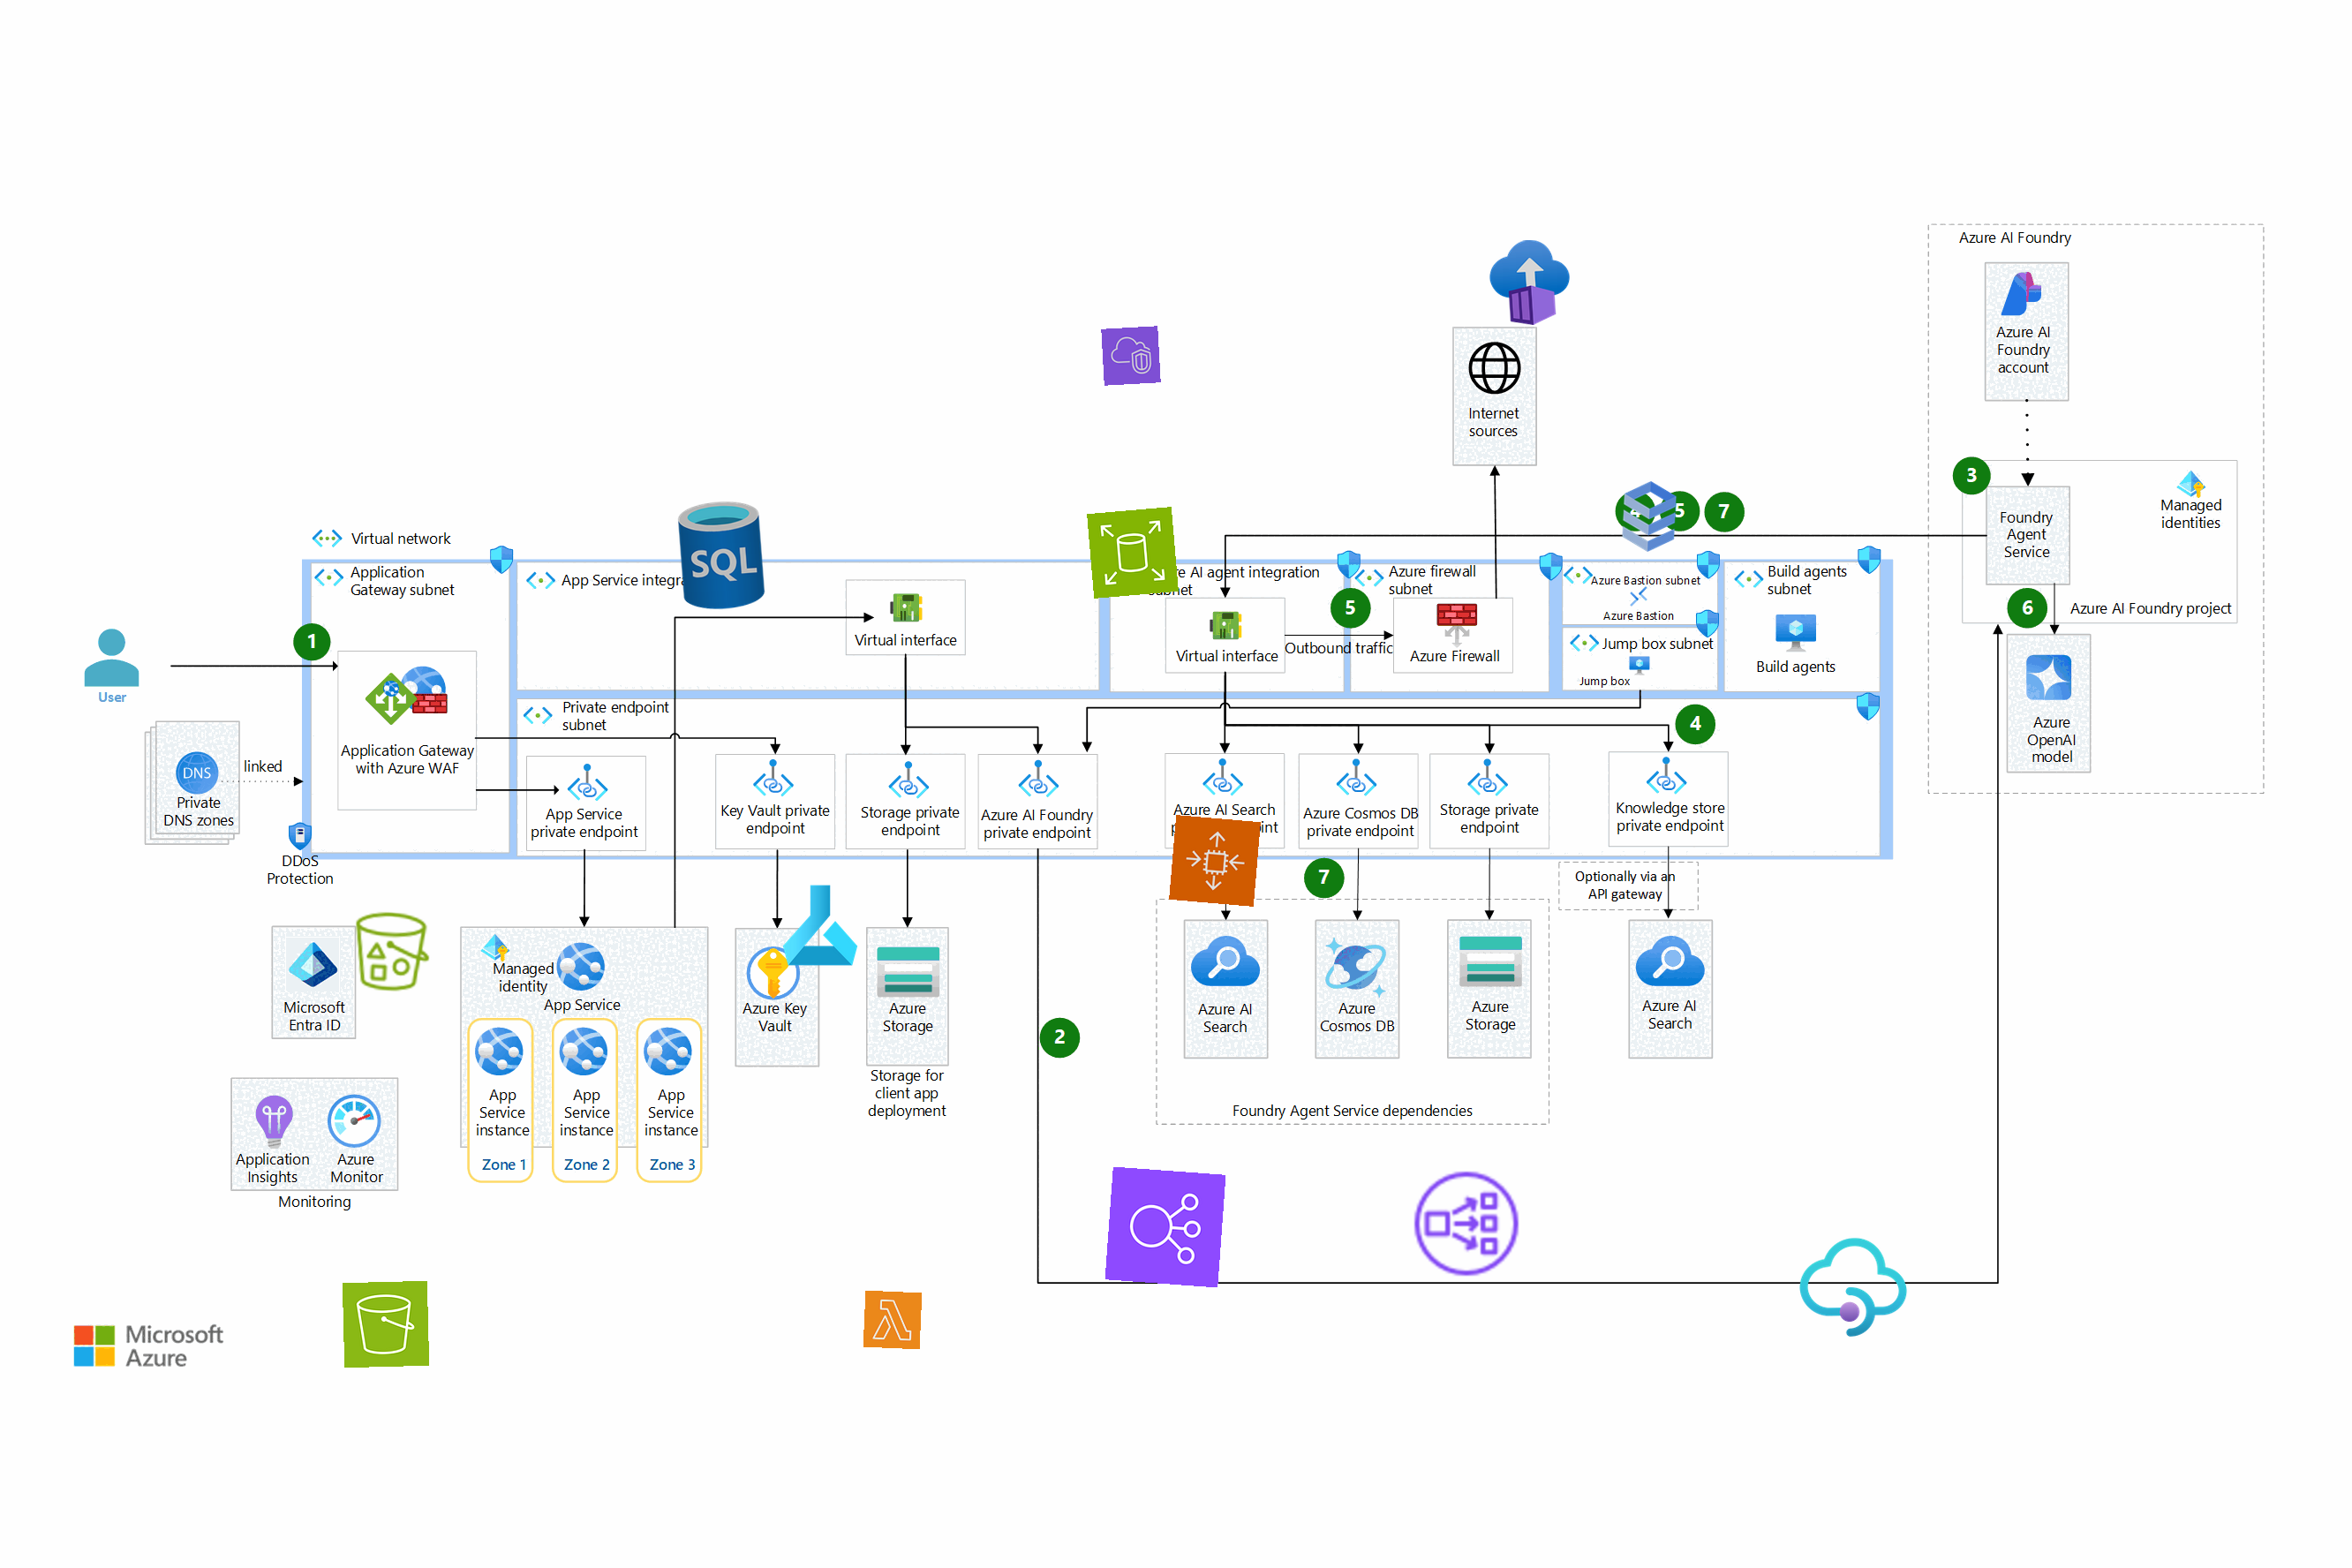 Azure AI Foundry
Azure AI
Foundry
account
Internet
sources
3
Managed
identities
Foundry
Agent
Service
5
7
Virtual network
SQL
Application
Gateway subnet
App Service
AI agent integration
Azure firewall
subnet
Azure Bastion subnet
Azure Bastion
Build agents
subnet
1
5
6
Azure AI Foundry project
Virtual interface
Virtual interface
Outbound traffic
Azure Firewall
Jump box subnet
Jump box
Build agents
User
Private endpoint
subnet
4
Azure
OpenAI
model
Application Gateway
with Azure WAF
linked
DNS
Private
DNS zones
App Service
private endpoint
Key Vault private
endpoint
Storage private
endpoint
Azure AI Foundry
private endpoint
Azure AI Search
Azure Cosmos DB
private endpoint
Storage private
endpoint
Knowledge store
private endpoint
DDoS
Protection
7
Optionally via an
API gateway
Microsoft
Entra ID
Managed
identity
App Service
Azure Key
Vault
Azure
Storage
Storage for
client app
deployment
2
Azure AI
Search
Azure
Cosmos DB
Azure
Storage
Azure AI
Search
App
Service
instance
Zone 1
App
Service
instance
Zone 2
App
Service
instance
Zone 3
Foundry Agent Service dependencies
Application
Insights
Azure
Monitor
Monitoring
Microsoft
Azure